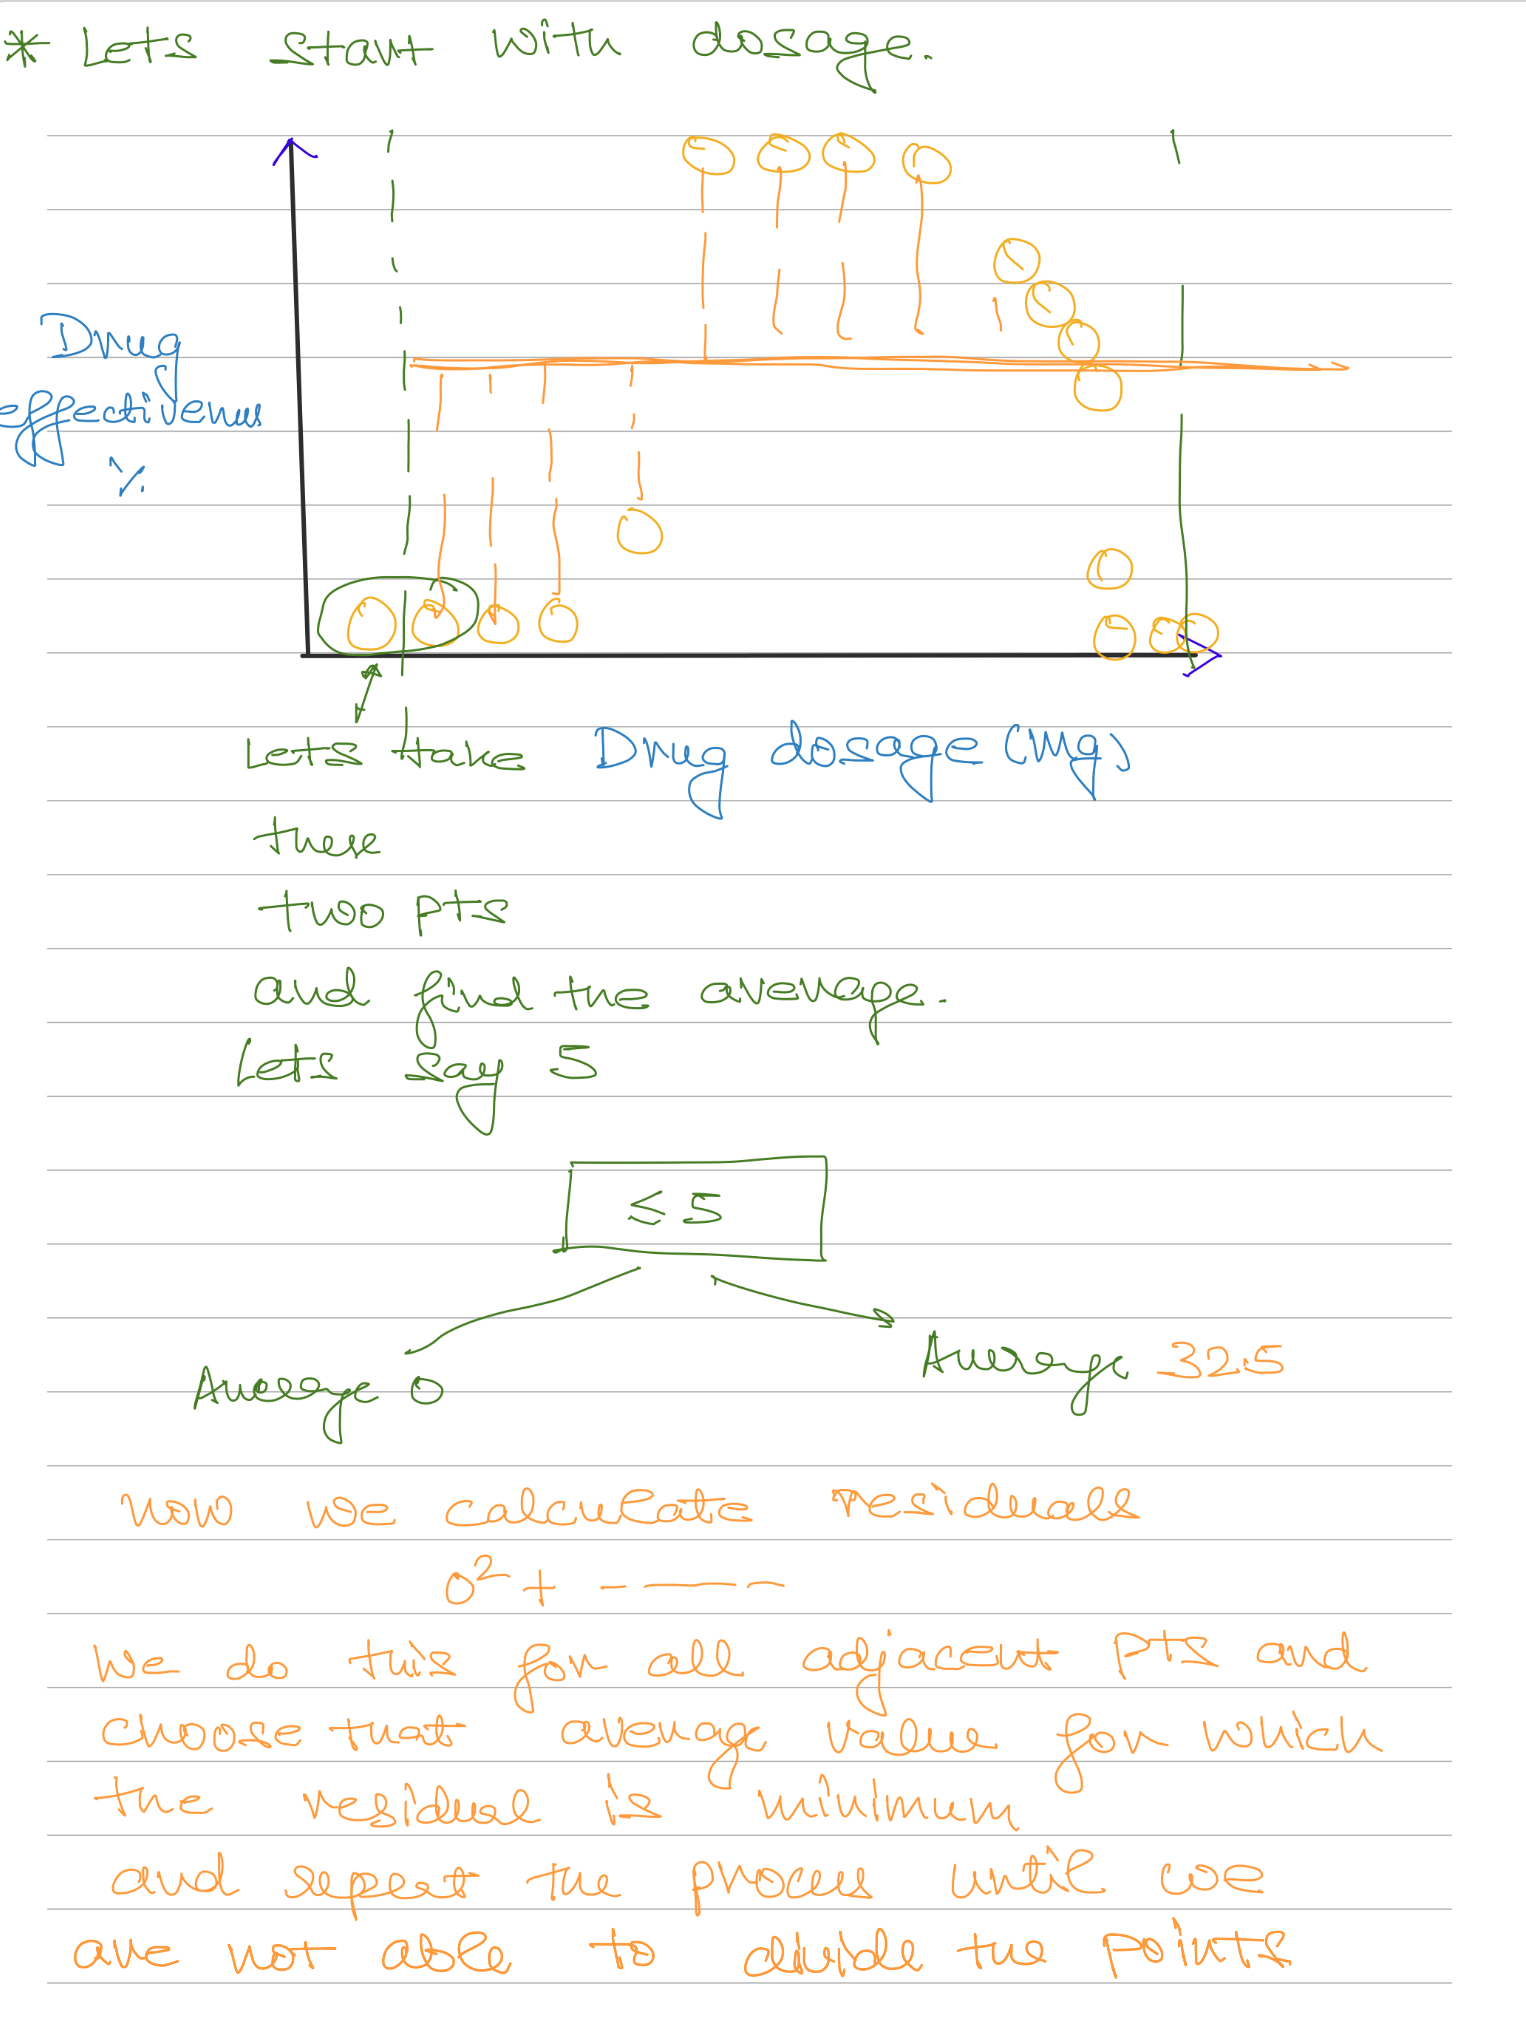 * Lets start with dosage.
Drug
effectivenus
%
Lets take
Drug dosage (mg)
these
two pts
and find the average.
Lets say 5
≤ 5
Average 0
Average 32.5
now we calculate residuals
0² + - — - -
we do this for all adjacent pts and
choose that average value for which
the residual is minimum
and repeat the process until we
are not able to divide the points